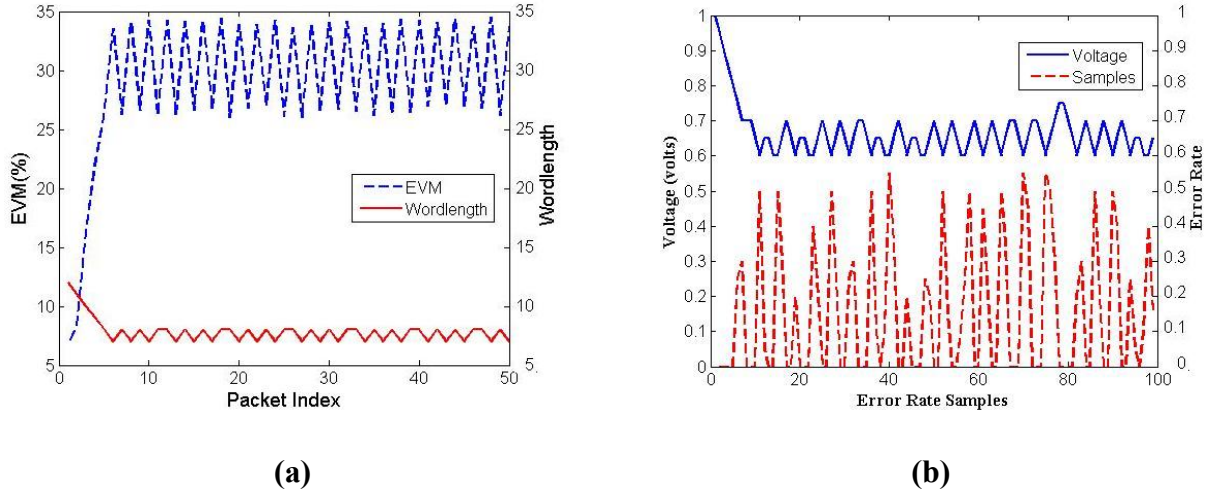 35
30
25
20
15
10
5
EVM(%)
0 10 20 30 40 50
Packet Index
35
30
25
20
15
10
5.
Wordlength
EVM
Wordlength
(a)
1
0.9
0.8
0.7
0.6
0.5
0.4
0.3
0.2
0.1
0
Voltage (volts)
0 20 40 60 80 100
Error Rate Samples
1
0.9
0.8
0.7
0.6
0.5
0.4
0.3
0.2
0.1
0.
Error Rate
Voltage
Samples
(b)